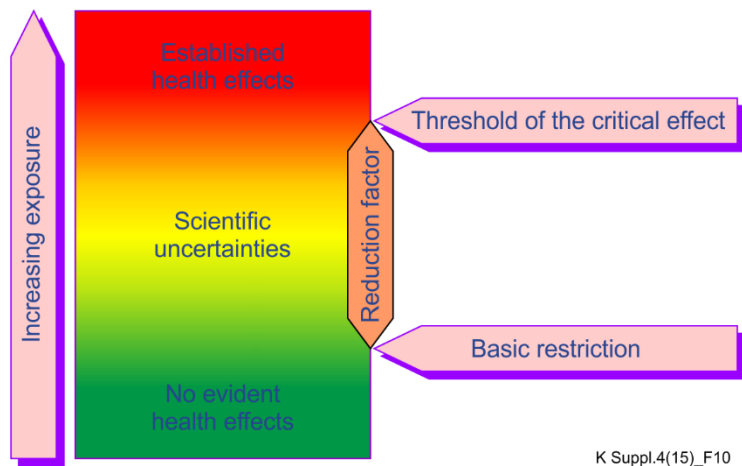 Increasing exposure
Established
health effects
Scientific
uncertainties
No evident
health effects
Reduction factor
Threshold of the critical effect
Basic restriction
K Suppl.4(15)_F10